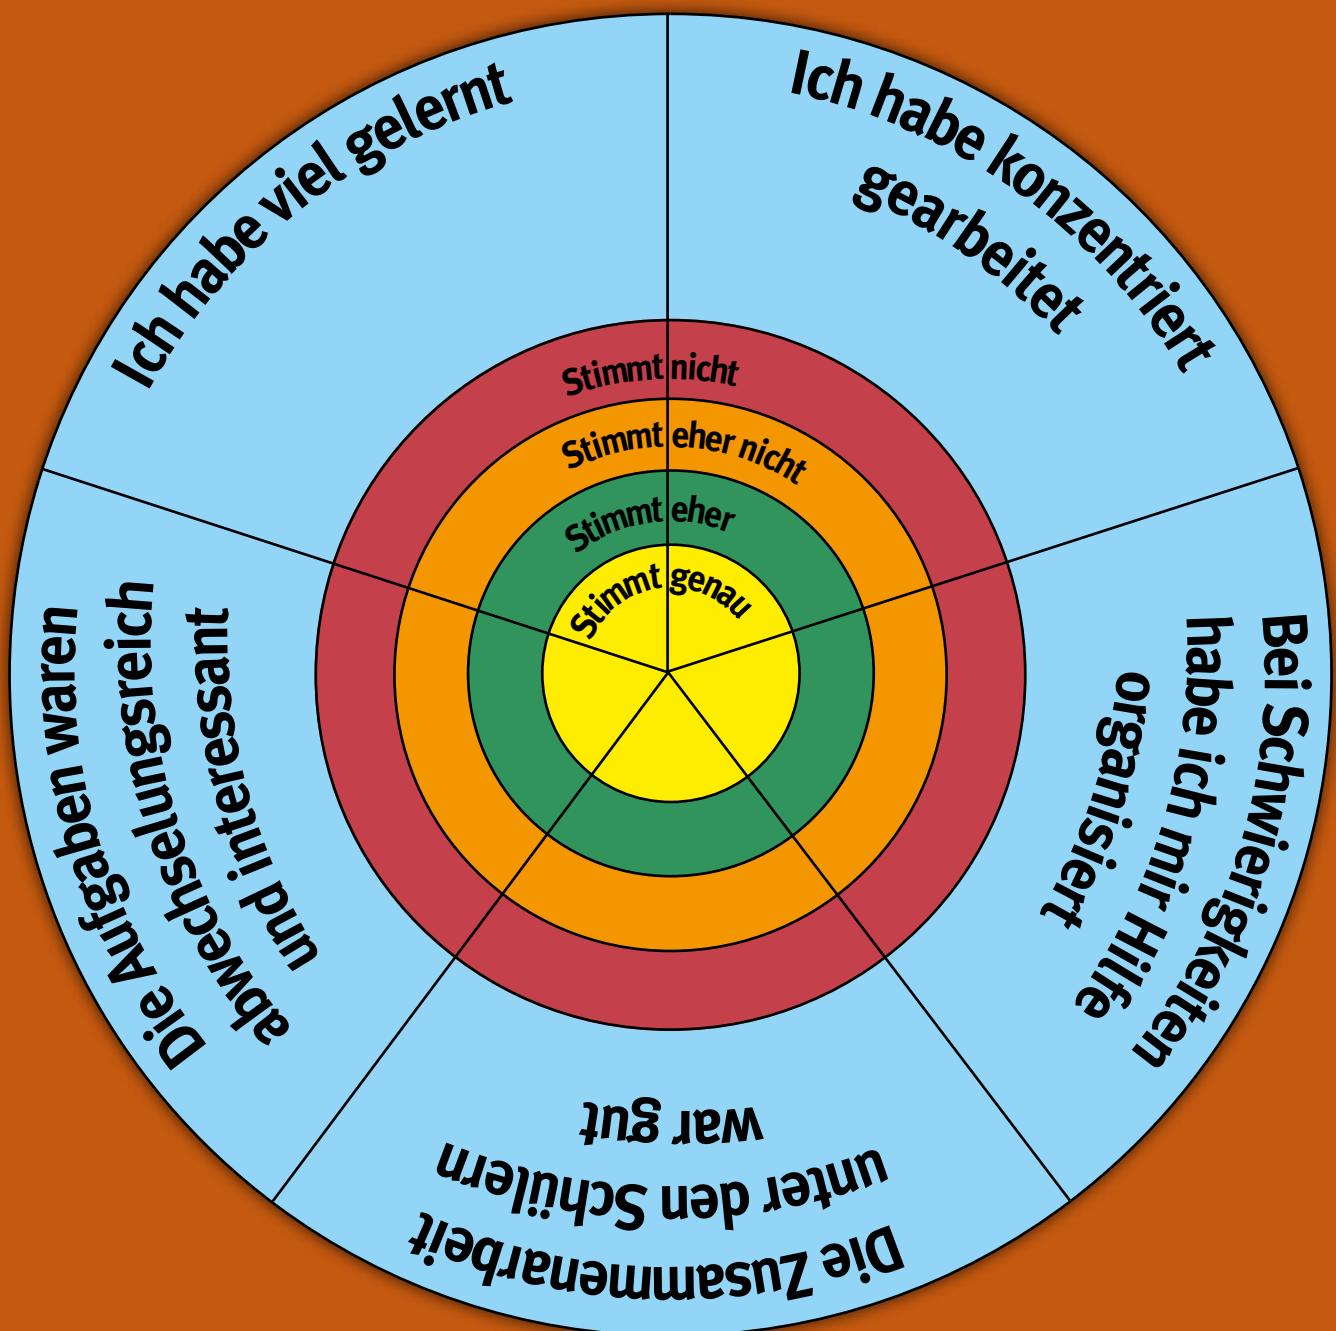 Ich habe viel gelernt
Ich habe konzentriert
gearbeitet
Bei Schwierigkeiten
habe ich mir Hilfe
organisiert
Die Zusammenarbeit
unter den Schülern
war gut
Die Aufgaben waren
abwechselungsreich
und interessant
Stimmt nicht
Stimmt eher nicht
Stimmt eher
Stimmt genau